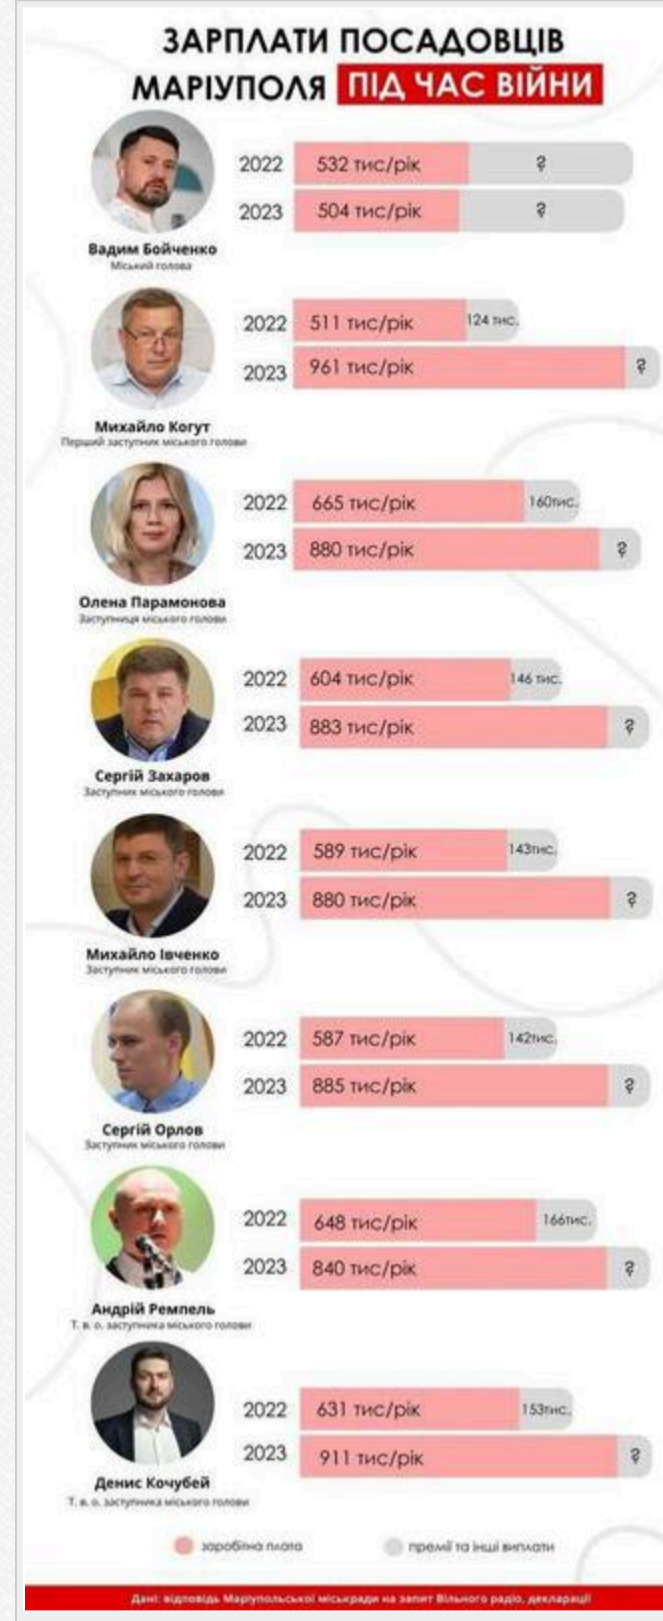 ЗАРПЛАТИ ПОСАДОВЦІВ
МАРІУПОЛЯ ПІД ЧАС ВІЙНИ
2022 532 тис/рік ?
2023 504 тис/рік ?
Вадим Бойченко
Міський голова
2022 511 тис/рік 124 тис.
2023 961 тис/рік ?
Михайло Когут
Перший заступник міського голови
2022 665 тис/рік 160тис.
2023 880 тис/рік ?
Олена Парамонова
Заступниця міського голови
2022 604 тис/рік 146 тис.
2023 883 тис/рік ?
Сергій Захаров
Заступник міського голови
2022 589 тис/рік 143тис.
2023 880 тис/рік ?
Михайло Івченко
Заступник міського голови
2022 587 тис/рік 142тис.
2023 885 тис/рік ?
Сергій Орлов
Заступник міського голови
2022 648 тис/рік 166тис.
2023 840 тис/рік ?
Андрій Ремпель
Т. в. о. заступника міського голови
2022 631 тис/рік 153тис.
2023 911 тис/рік ?
Денис Кочубей
Т. в. о. заступника міського голови
заробітна плата премії та інші виплати
Дані: відповідь Маріупольської міськради на запит Вільного радіо, декларації